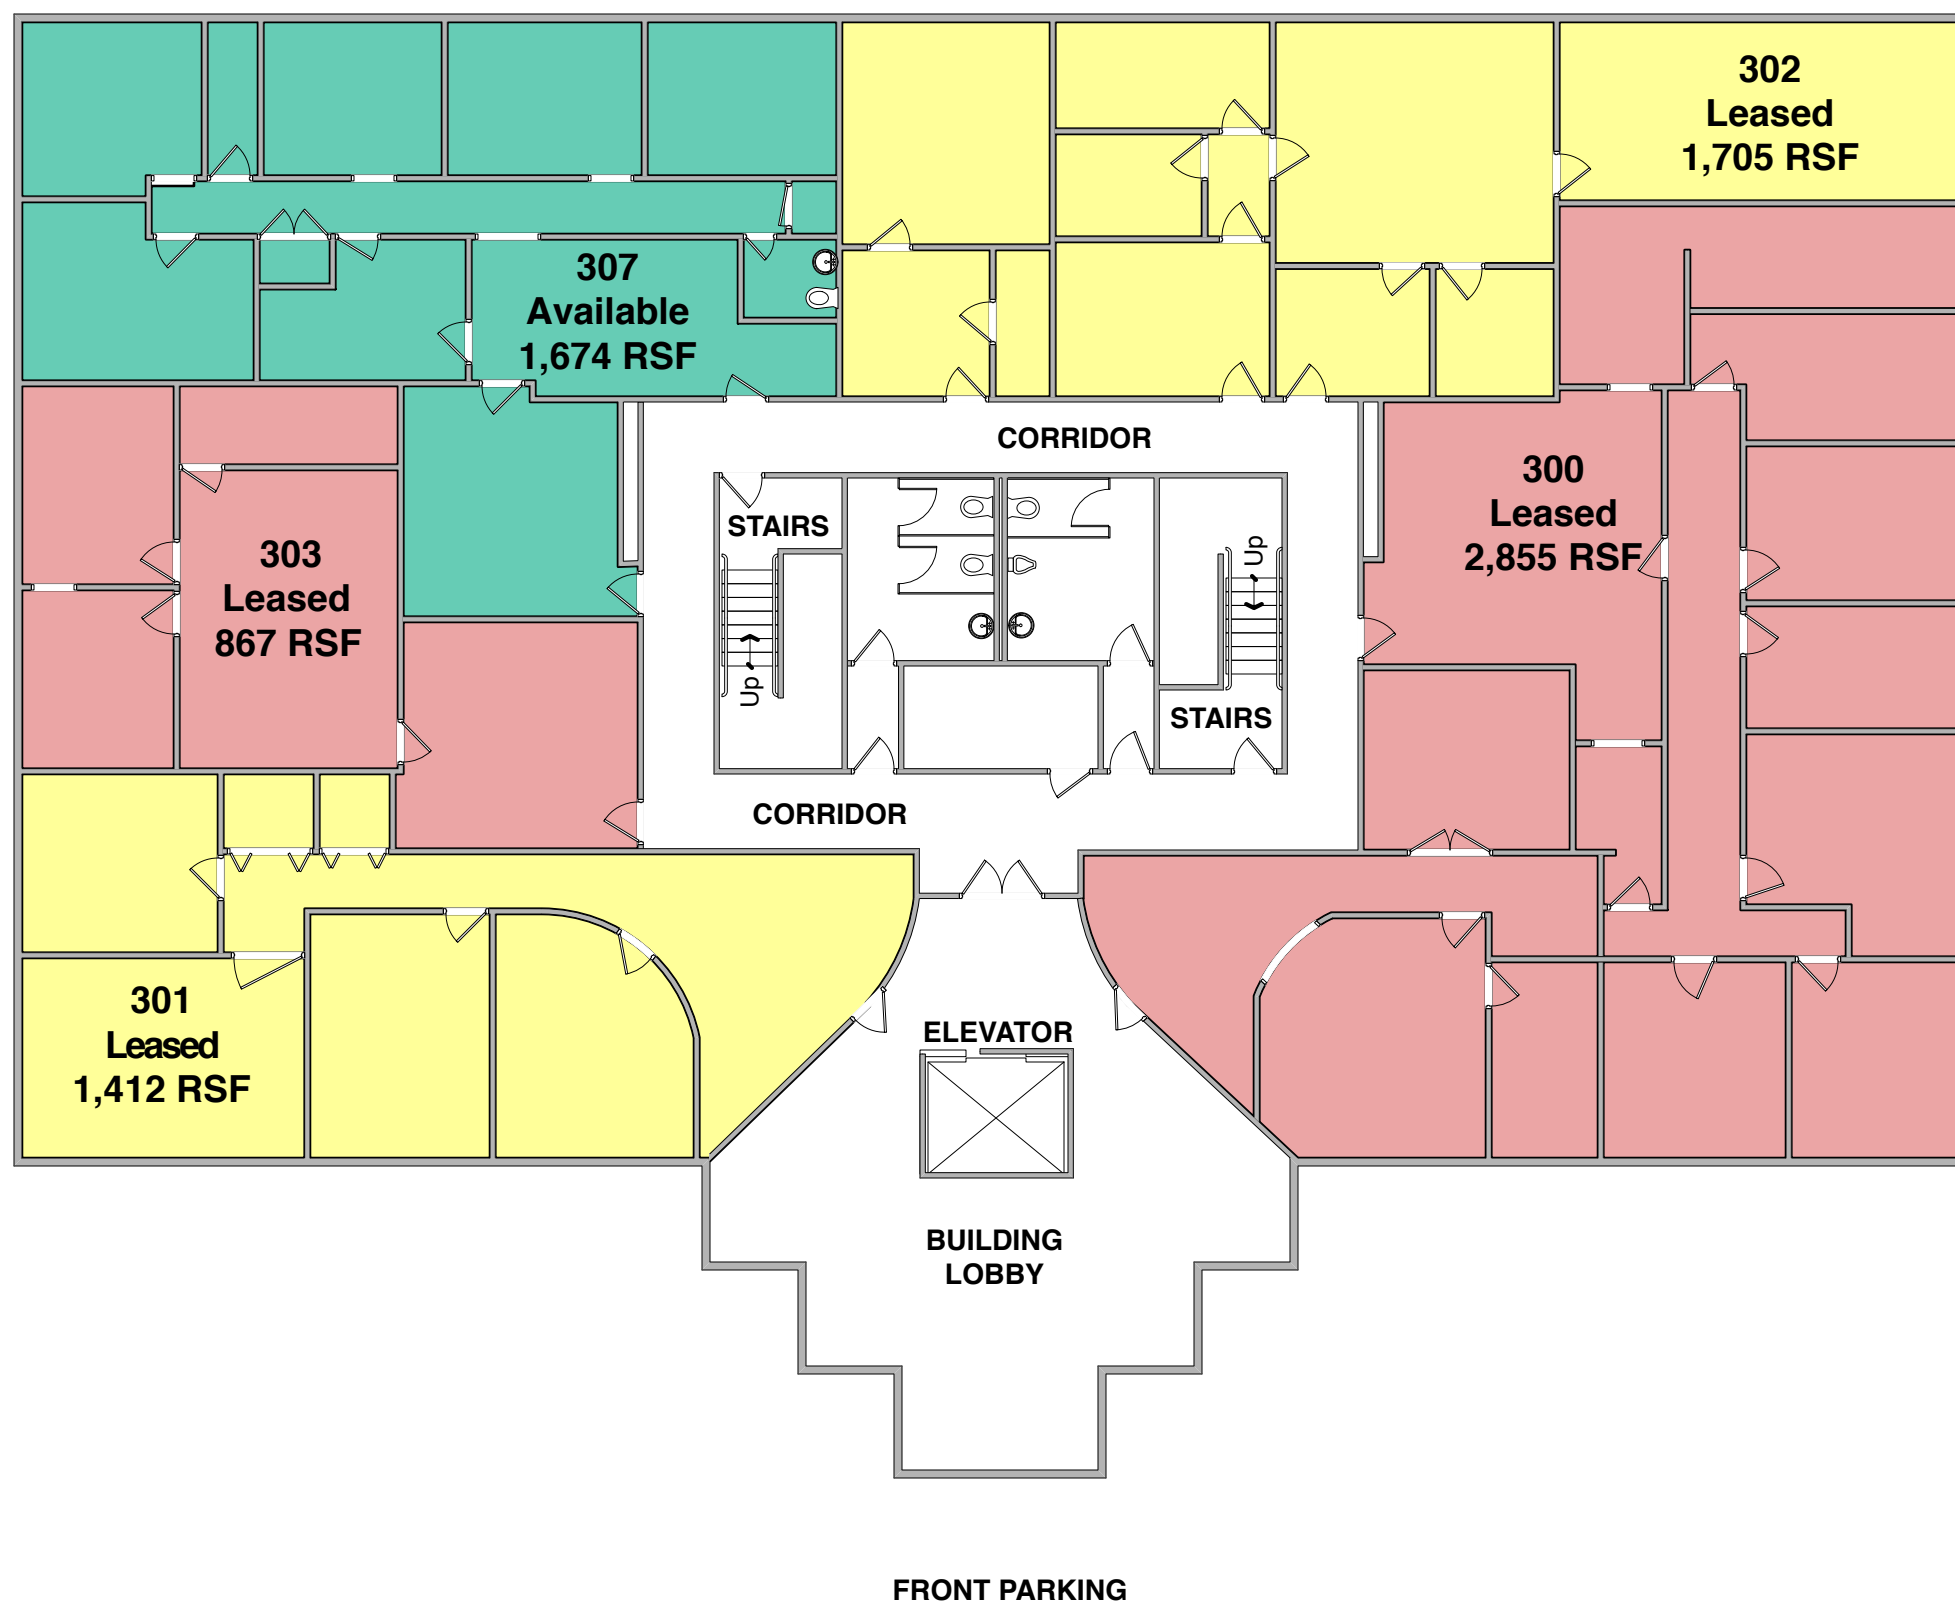 302
Leased
1,705 RSF
307
Available
1,674 RSF
CORRIDOR
300
Leased
2,855 RSF
STAIRS
Up
303
Leased
867 RSF
Up
STAIRS
CORRIDOR
301
Leased
1,412 RSF
ELEVATOR
BUILDING
LOBBY
FRONT PARKING